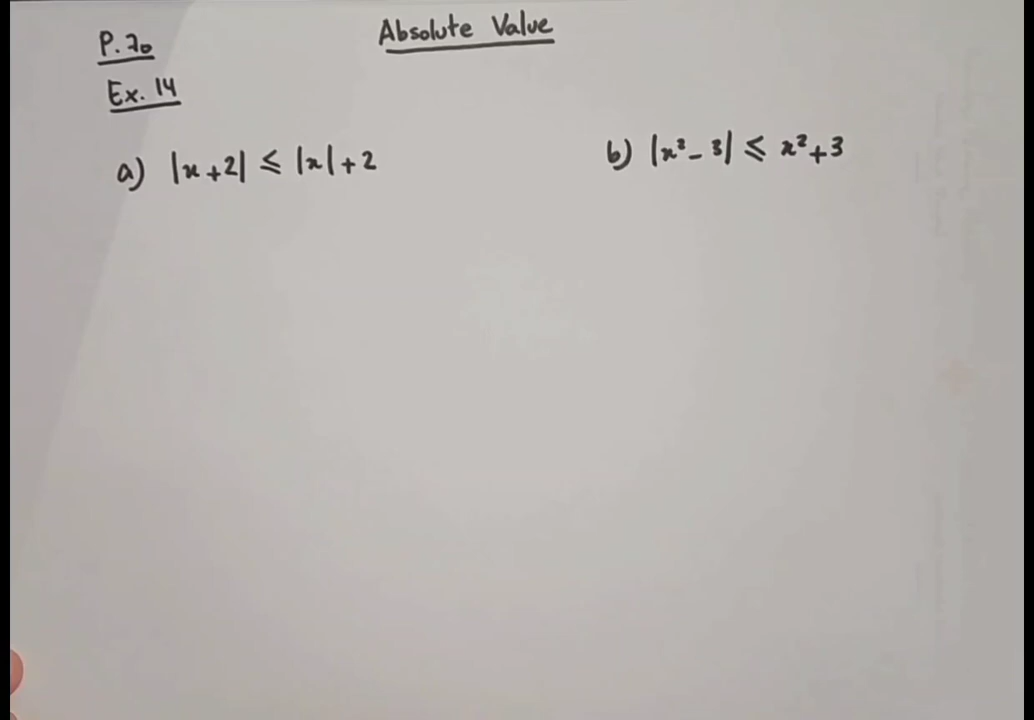 Absolute Value
P. 70
Ex. 14
a) |x+2| ≤ |x|+2
b) |x²-3| ≤ x²+3